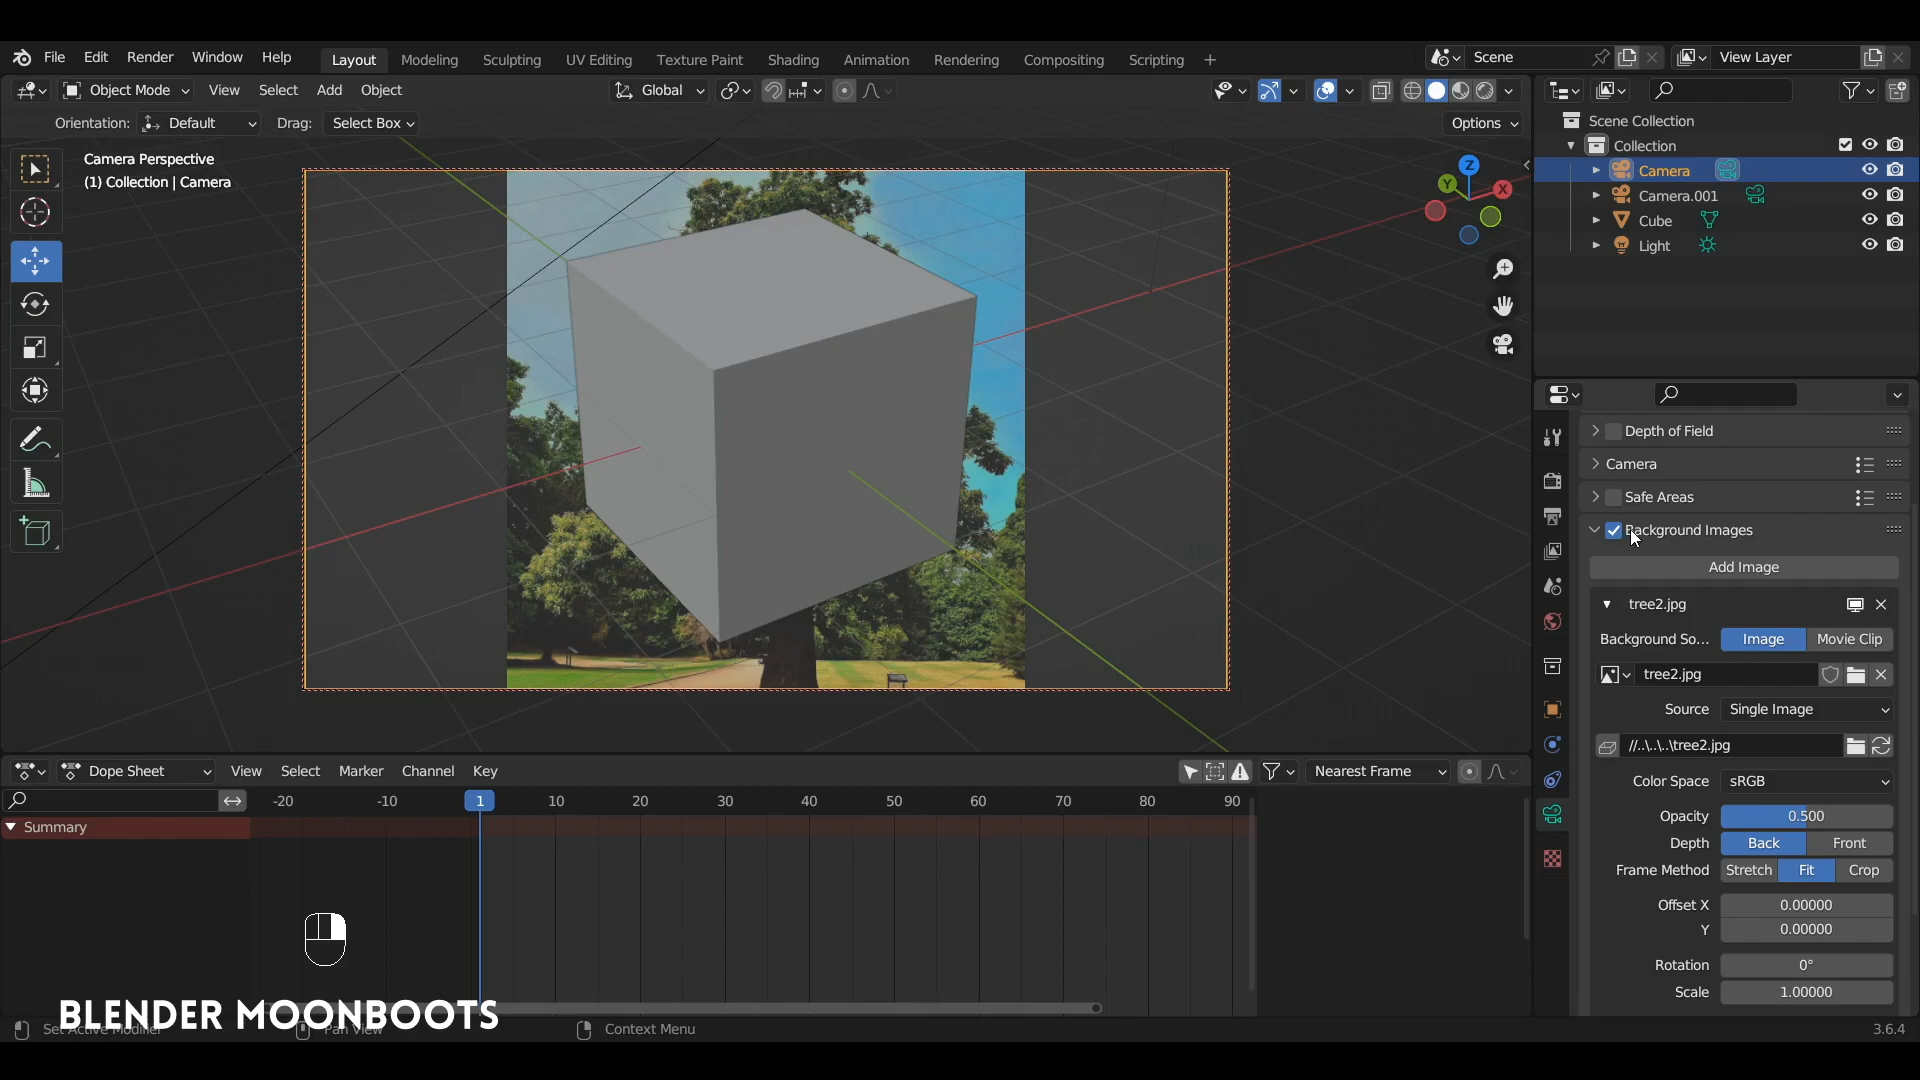 File Edit Render Window Help Layout Modeling Sculpting UV Editing Texture Paint Shading Animation Rendering Compositing Scripting + Scene View Layer
Object Mode View Select Add Object Global
Orientation: Default Drag: Select Box Options
Camera Perspective
(1) Collection | Camera
Z
Y
X
Scene Collection
Collection
Camera
Camera.001
Cube
Light
Depth of Field
Camera
Safe Areas
Background Images
Add Image
tree2.jpg
Background So... Image Movie Clip
tree2.jpg
Source Single Image
//..\..\..\tree2.jpg
Color Space sRGB
Opacity 0.500
Depth Back Front
Frame Method Stretch Fit Crop
Offset X 0.00000
Y 0.00000
Rotation 0°
Scale 1.00000
Dope Sheet View Select Marker Channel Key Nearest Frame
-20 -10 1 10 20 30 40 50 60 70 80 90
Summary
BLENDER MOONBOOTS
Set Active Modifier Pan View Context Menu 3.6.4